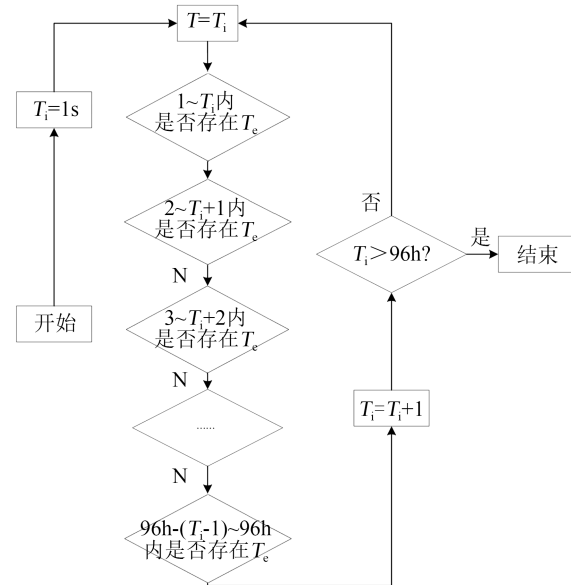 T=Tᵢ
Tᵢ=1s
1~Tᵢ内
是否存在Tₑ
2~Tᵢ+1内
是否存在Tₑ
否
Tᵢ＞96h?
是
结束
N
开始
3~Tᵢ+2内
是否存在Tₑ
N
Tᵢ=Tᵢ+1
......
N
96h-(Tᵢ-1)~96h
内是否存在Tₑ